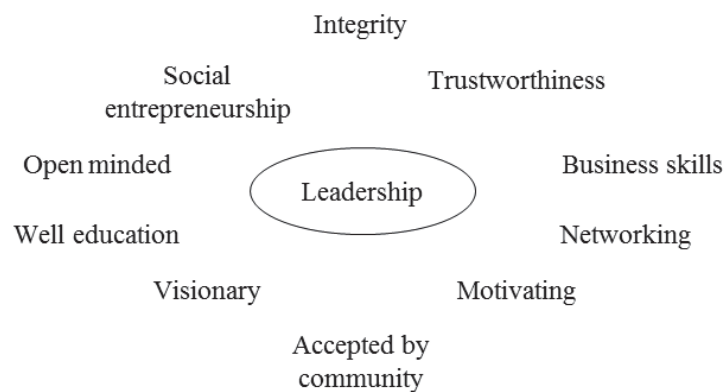 Integrity
Social
entrepreneurship
Trustworthiness
Open minded
Business skills
Leadership
Well education
Networking
Visionary
Motivating
Accepted by
community